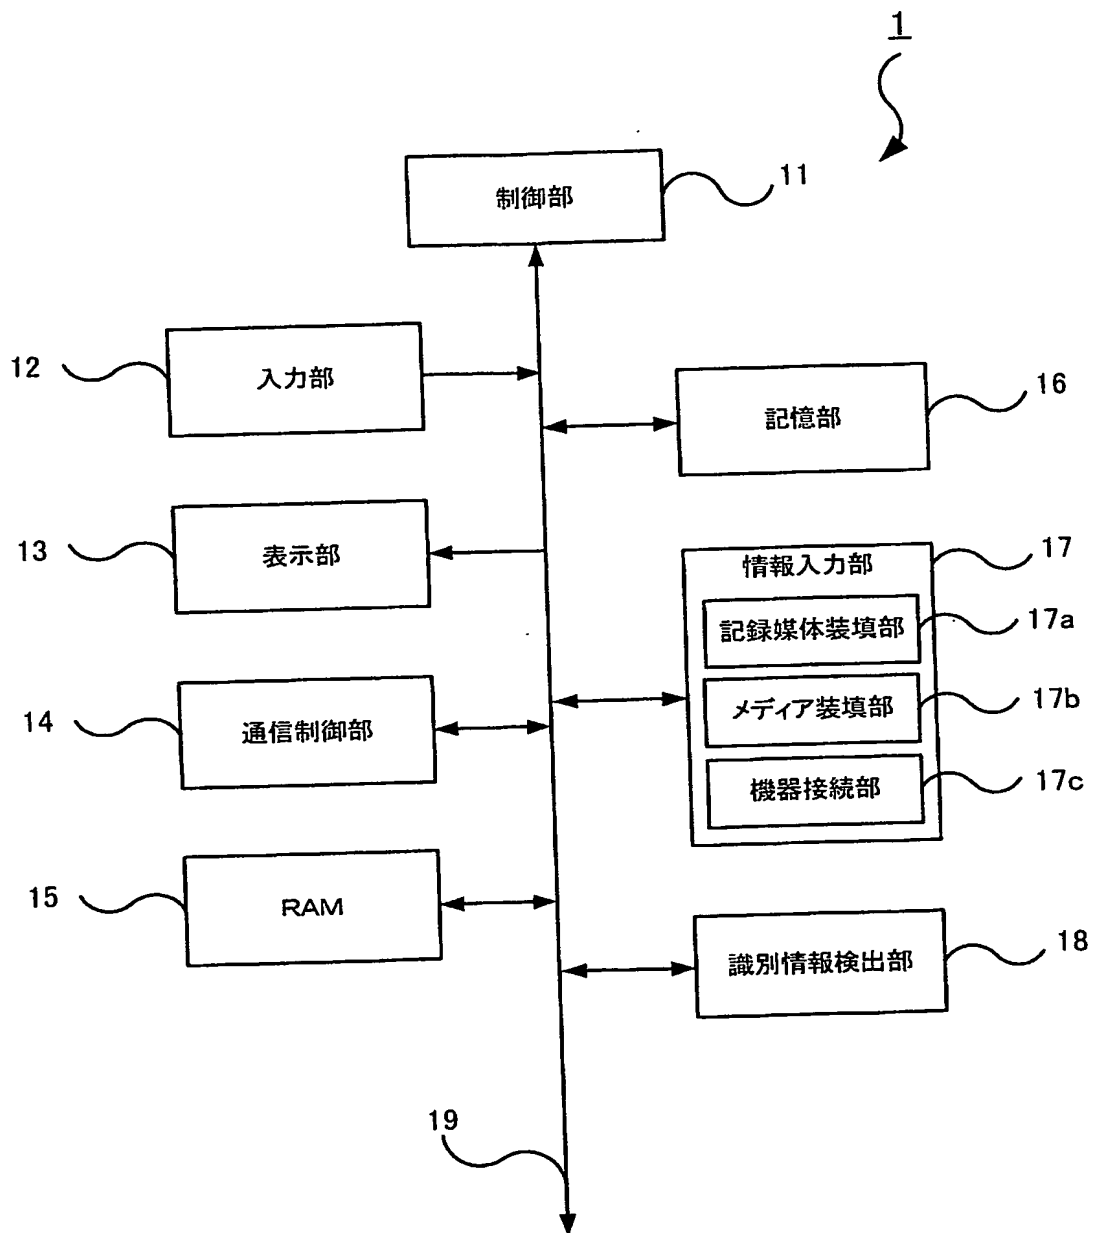 1
制御部
11
12
入力部
記憶部
16
13
表示部
情報入力部
17
記録媒体装填部
17a
メディア装填部
17b
機器接続部
17c
14
通信制御部
15
RAM
識別情報検出部
18
19